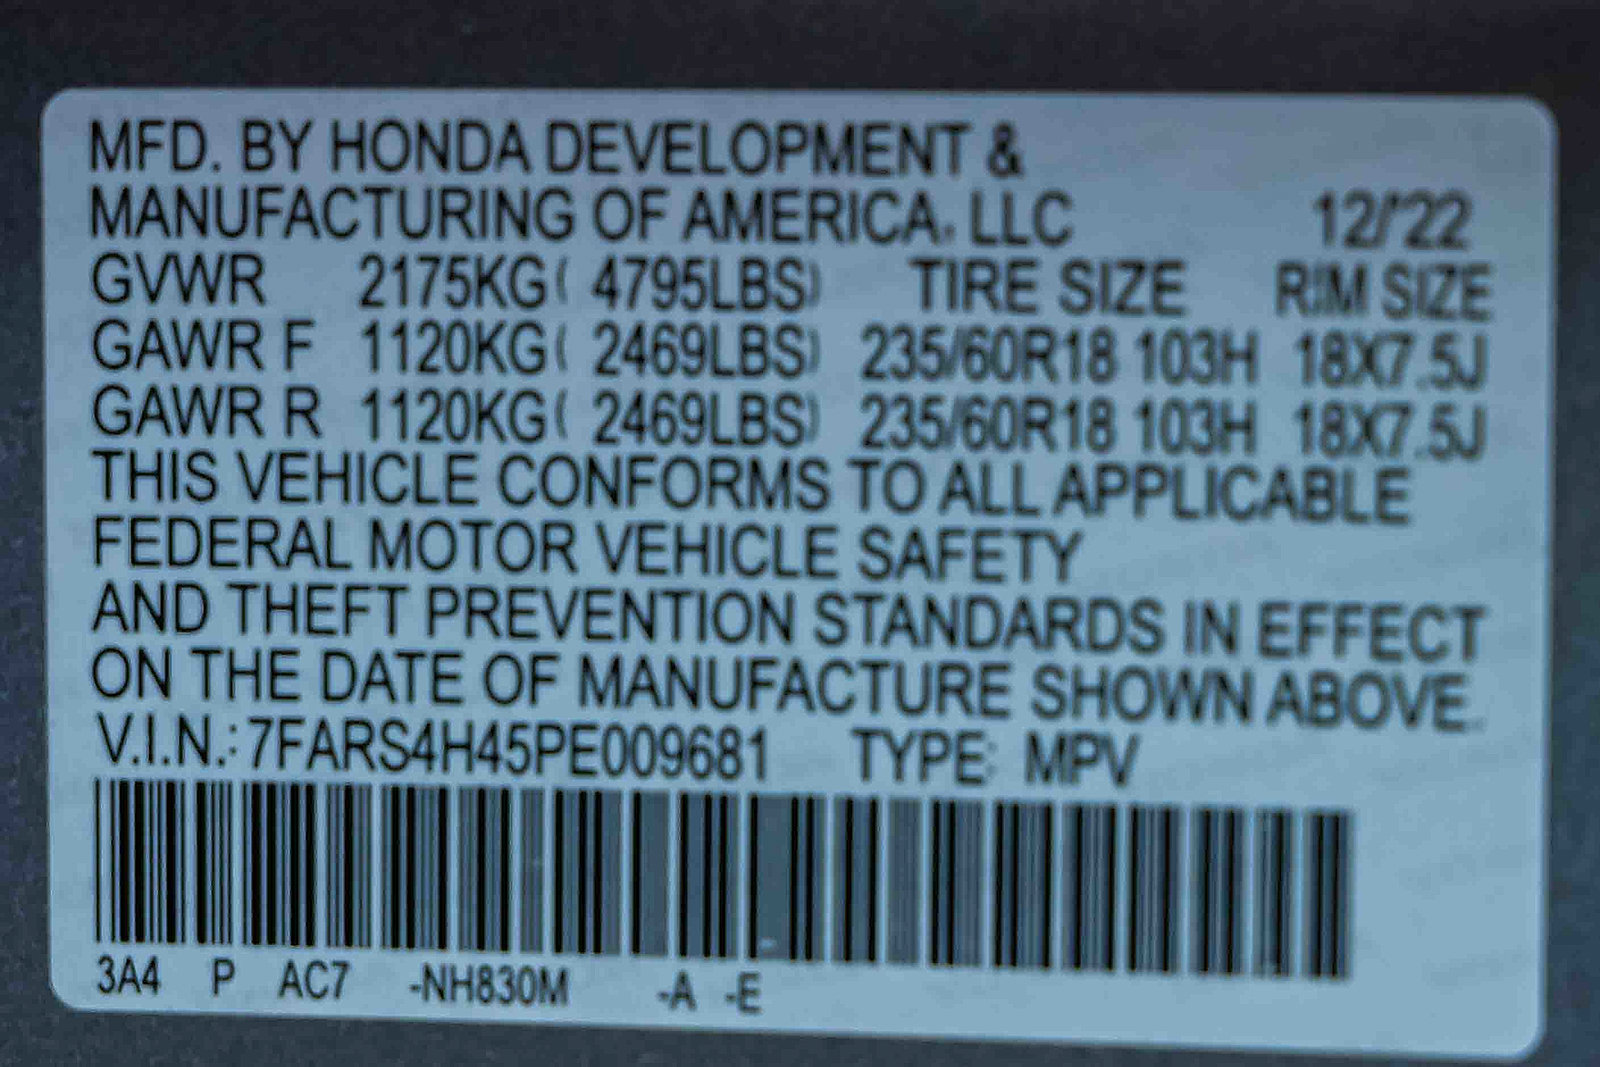 MFD. BY HONDA DEVELOPMENT &
MANUFACTURING OF AMERICA, LLC 12/'22
GVWR 2175KG( 4795LBS) TIRE SIZE RIM SIZE
GAWR F 1120KG( 2469LBS) 235/60R18 103H 18X7.5J
GAWR R 1120KG( 2469LBS) 235/60R18 103H 18X7.5J
THIS VEHICLE CONFORMS TO ALL APPLICABLE
FEDERAL MOTOR VEHICLE SAFETY
AND THEFT PREVENTION STANDARDS IN EFFECT
ON THE DATE OF MANUFACTURE SHOWN ABOVE.
V.I.N.: 7FARS4H45PE009681 TYPE: MPV
3A4 P AC7 -NH830M -A -E